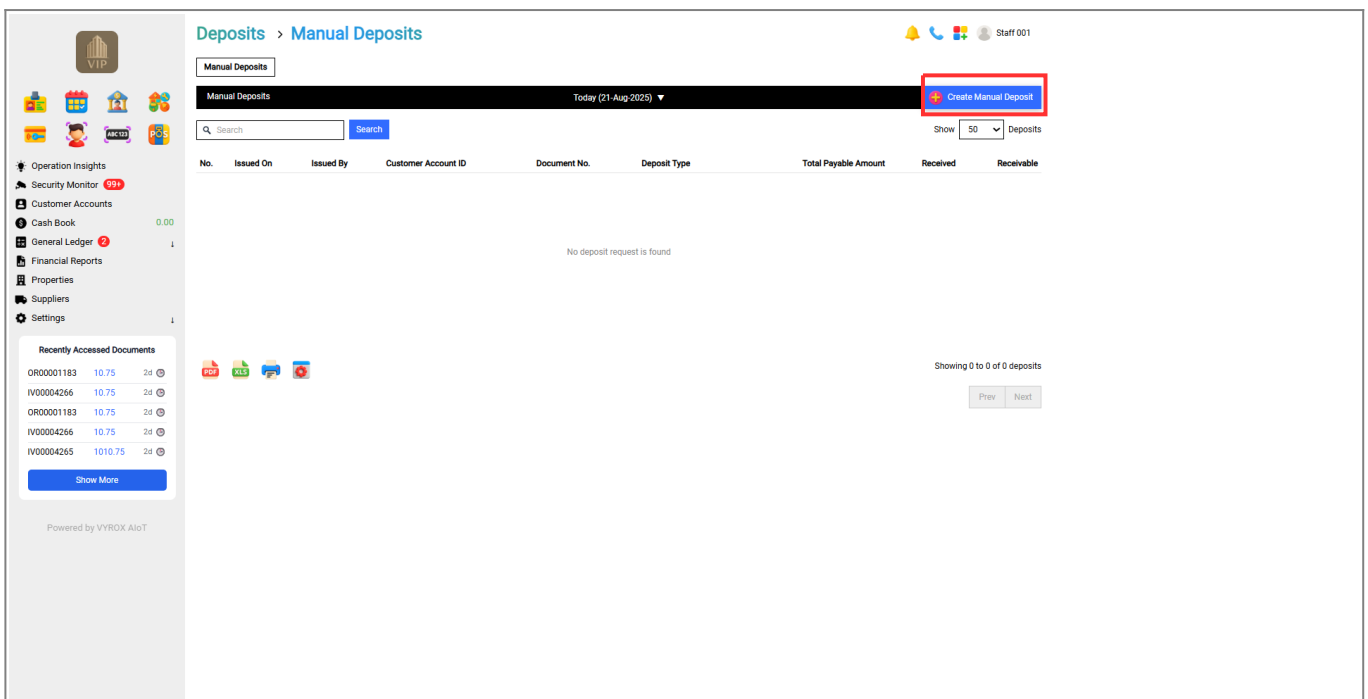 VIP
ABC 123
POS
Operation Insights
Security Monitor 99+
Customer Accounts
Cash Book 0.00
General Ledger 2 ↓
Financial Reports
Properties
Suppliers
Settings ↓
Recently Accessed Documents
OR00001183 10.75 2d
IV00004266 10.75 2d
OR00001183 10.75 2d
IV00004266 10.75 2d
IV00004265 1010.75 2d
Show More
Powered by VYROX AIoT
Deposits > Manual Deposits
Staff 001
Manual Deposits
Manual Deposits Today (21-Aug-2025) ▼ Create Manual Deposit
Search Search Show 50 Deposits
No. Issued On Issued By Customer Account ID Document No. Deposit Type Total Payable Amount Received Receivable
No deposit request is found
PDF XLS Showing 0 to 0 of 0 deposits
Prev Next